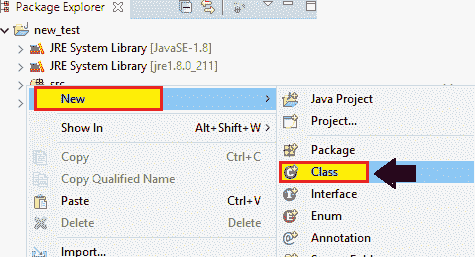 Package Explorer
new_test
JRE System Library [JavaSE-1.8]
JRE System Library [jre1.8.0_211]
src
New
Show In Alt+Shift+W
Copy Ctrl+C
Copy Qualified Name
Paste Ctrl+V
Delete Delete
Import...
Java Project
Project...
Package
Class
Interface
Enum
Annotation